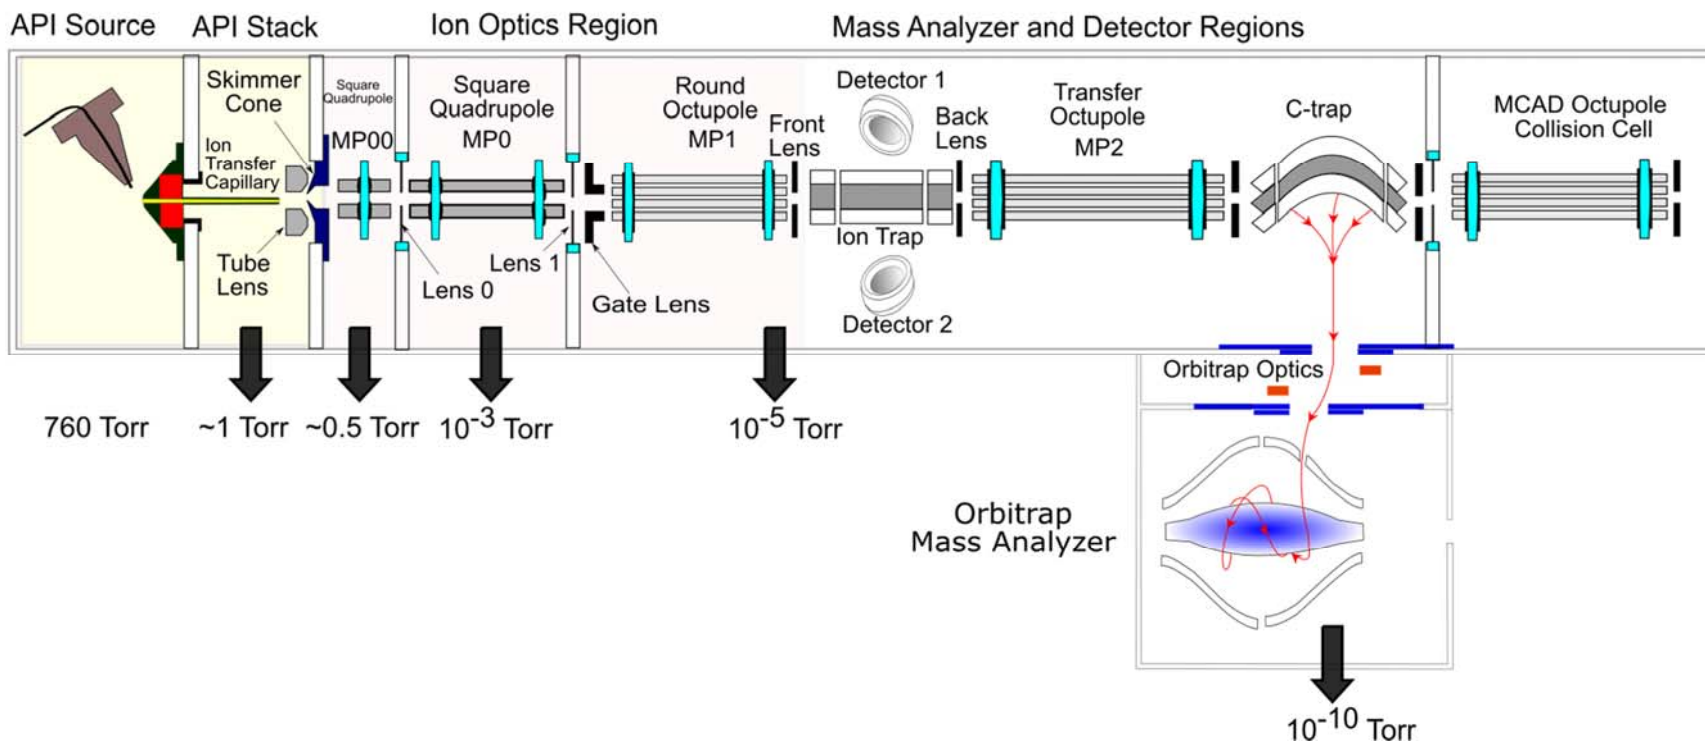 API Source
API Stack
Ion Optics Region
Mass Analyzer and Detector Regions
Skimmer
Cone
Square
Quadrupole
MP00
Square
Quadrupole
MP0
Round
Octupole
MP1
Front
Lens
Detector 1
Back
Lens
Transfer
Octupole
MP2
C-trap
MCAD Octupole
Collision Cell
Ion
Transfer
Capillary
Tube
Lens
Lens 0
Lens 1
Gate Lens
Ion Trap
Detector 2
Orbitrap Optics
760 Torr
~1 Torr
~0.5 Torr
10⁻³ Torr
10⁻⁵ Torr
Orbitrap
Mass Analyzer
10⁻¹⁰ Torr